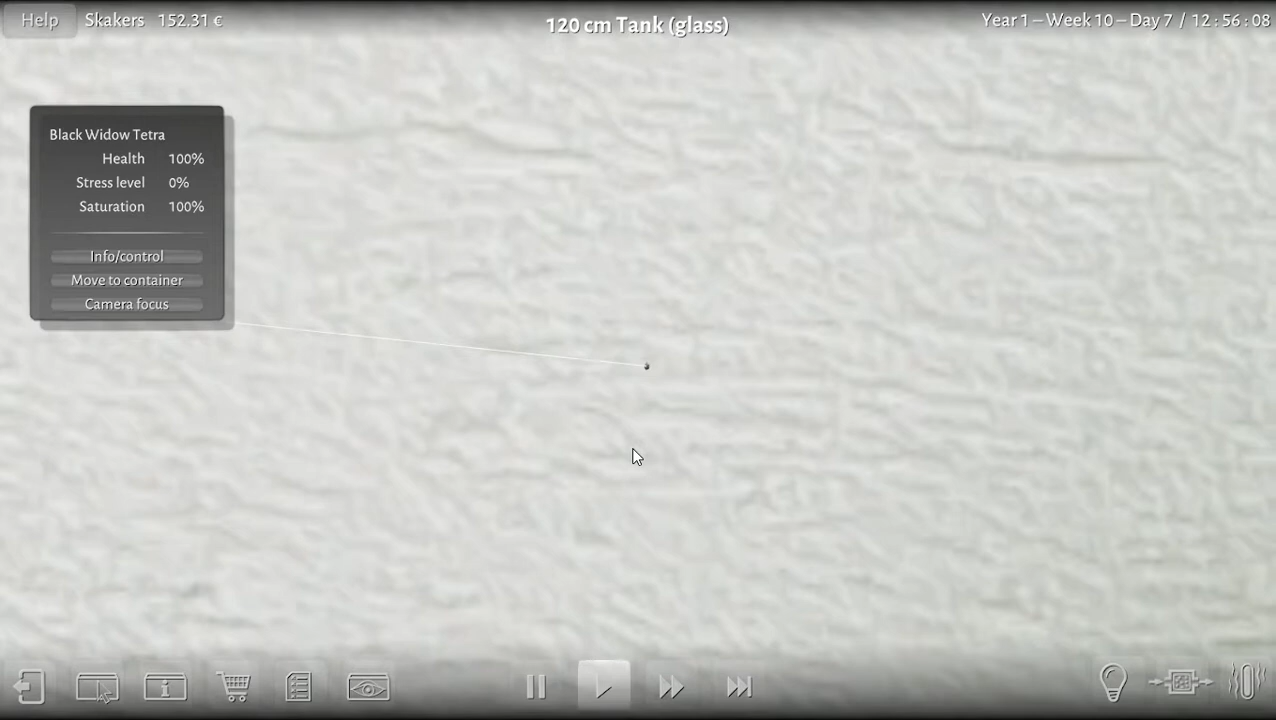 Help Skakers 152.31 € 120 cm Tank (glass) Year 1 – Week 10 – Day 7 / 12 : 56 : 08
Black Widow Tetra
Health 100%
Stress level 0%
Saturation 100%
Info/control
Move to container
Camera focus